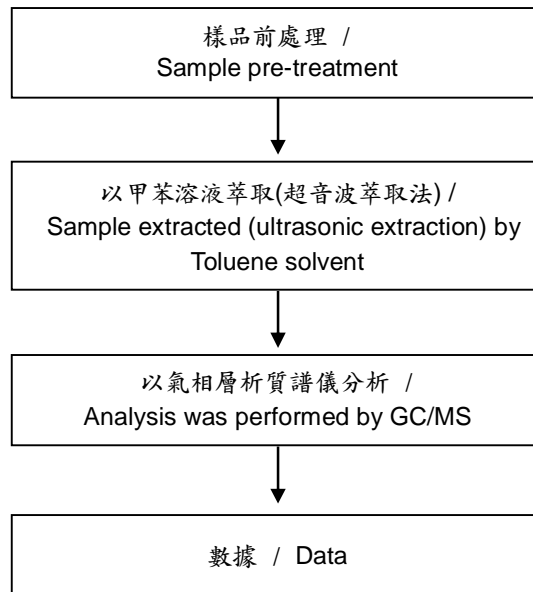 樣品前處理 /
Sample pre-treatment
以甲苯溶液萃取(超音波萃取法) /
Sample extracted (ultrasonic extraction) by
Toluene solvent
以氣相層析質譜儀分析 /
Analysis was performed by GC/MS
數據 / Data